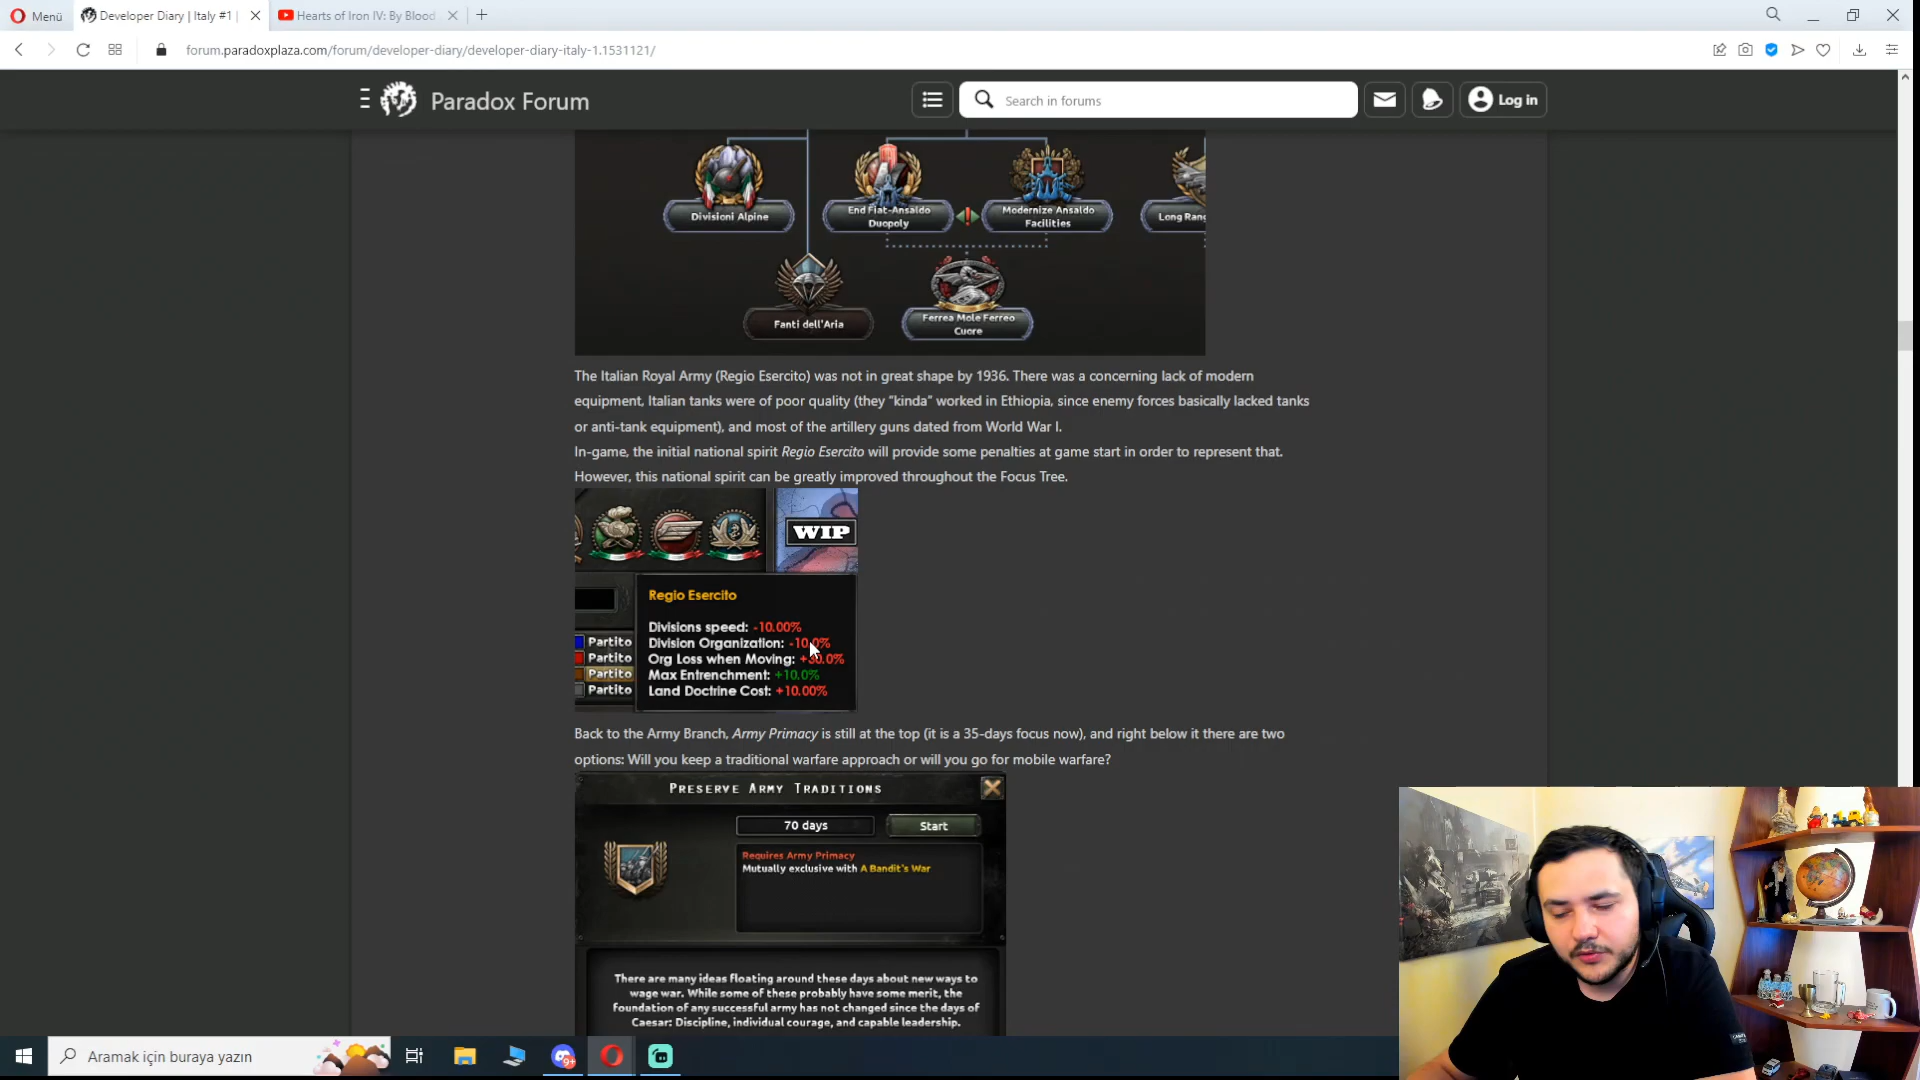 Menü
Developer Diary | Italy #1 |
Hearts of Iron IV: By Blood
forum.paradoxplaza.com/forum/developer-diary/developer-diary-italy-1.1531121/
Paradox Forum
Search in forums
Log in
Divisioni Alpine
End Fiat-Ansaldo
Duopoly
Modernize Ansaldo
Facilities
Long Rang
Fanti dell'Aria
Ferrea Mole Ferreo
Cuore
The Italian Royal Army (Regio Esercito) was not in great shape by 1936. There was a concerning lack of modern
equipment, Italian tanks were of poor quality (they “kinda” worked in Ethiopia, since enemy forces basically lacked tanks
or anti-tank equipment), and most of the artillery guns dated from World War I.
In-game, the initial national spirit Regio Esercito will provide some penalties at game start in order to represent that.
However, this national spirit can be greatly improved throughout the Focus Tree.
WIP
Regio Esercito
Divisions speed: -10.00%
Partito Division Organization: -10.0%
Partito Org Loss when Moving:
Partito Max Entrenchment: +10.0%
Partito Land Doctrine Cost: +10.00%
Back to the Army Branch, Army Primacy is still at the top (it is a 35-days focus now), and right below it there are two
options: Will you keep a traditional warfare approach or will you go for mobile warfare?
PRESERVE ARMY TRADITIONS
70 days
Start
Requires Army Primacy
Mutually exclusive with A Bandit's War
There are many ideas floating around these days about new ways to
wage war. While some of these probably have some merit, the
foundation of any successful army has not changed since the days of
Caesar: Discipline, individual courage, and capable leadership.
Aramak için buraya yazın
9+